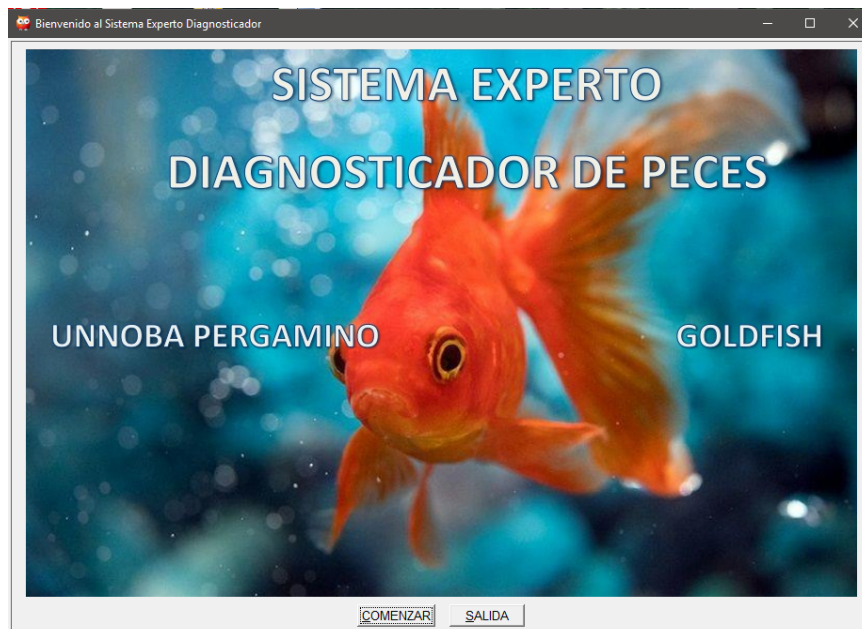 Bienvenido al Sistema Experto Diagnosticador
SISTEMA EXPERTO
DIAGNOSTICADOR DE PECES
UNNOBA PERGAMINO
GOLDFISH
COMENZAR
SALIDA